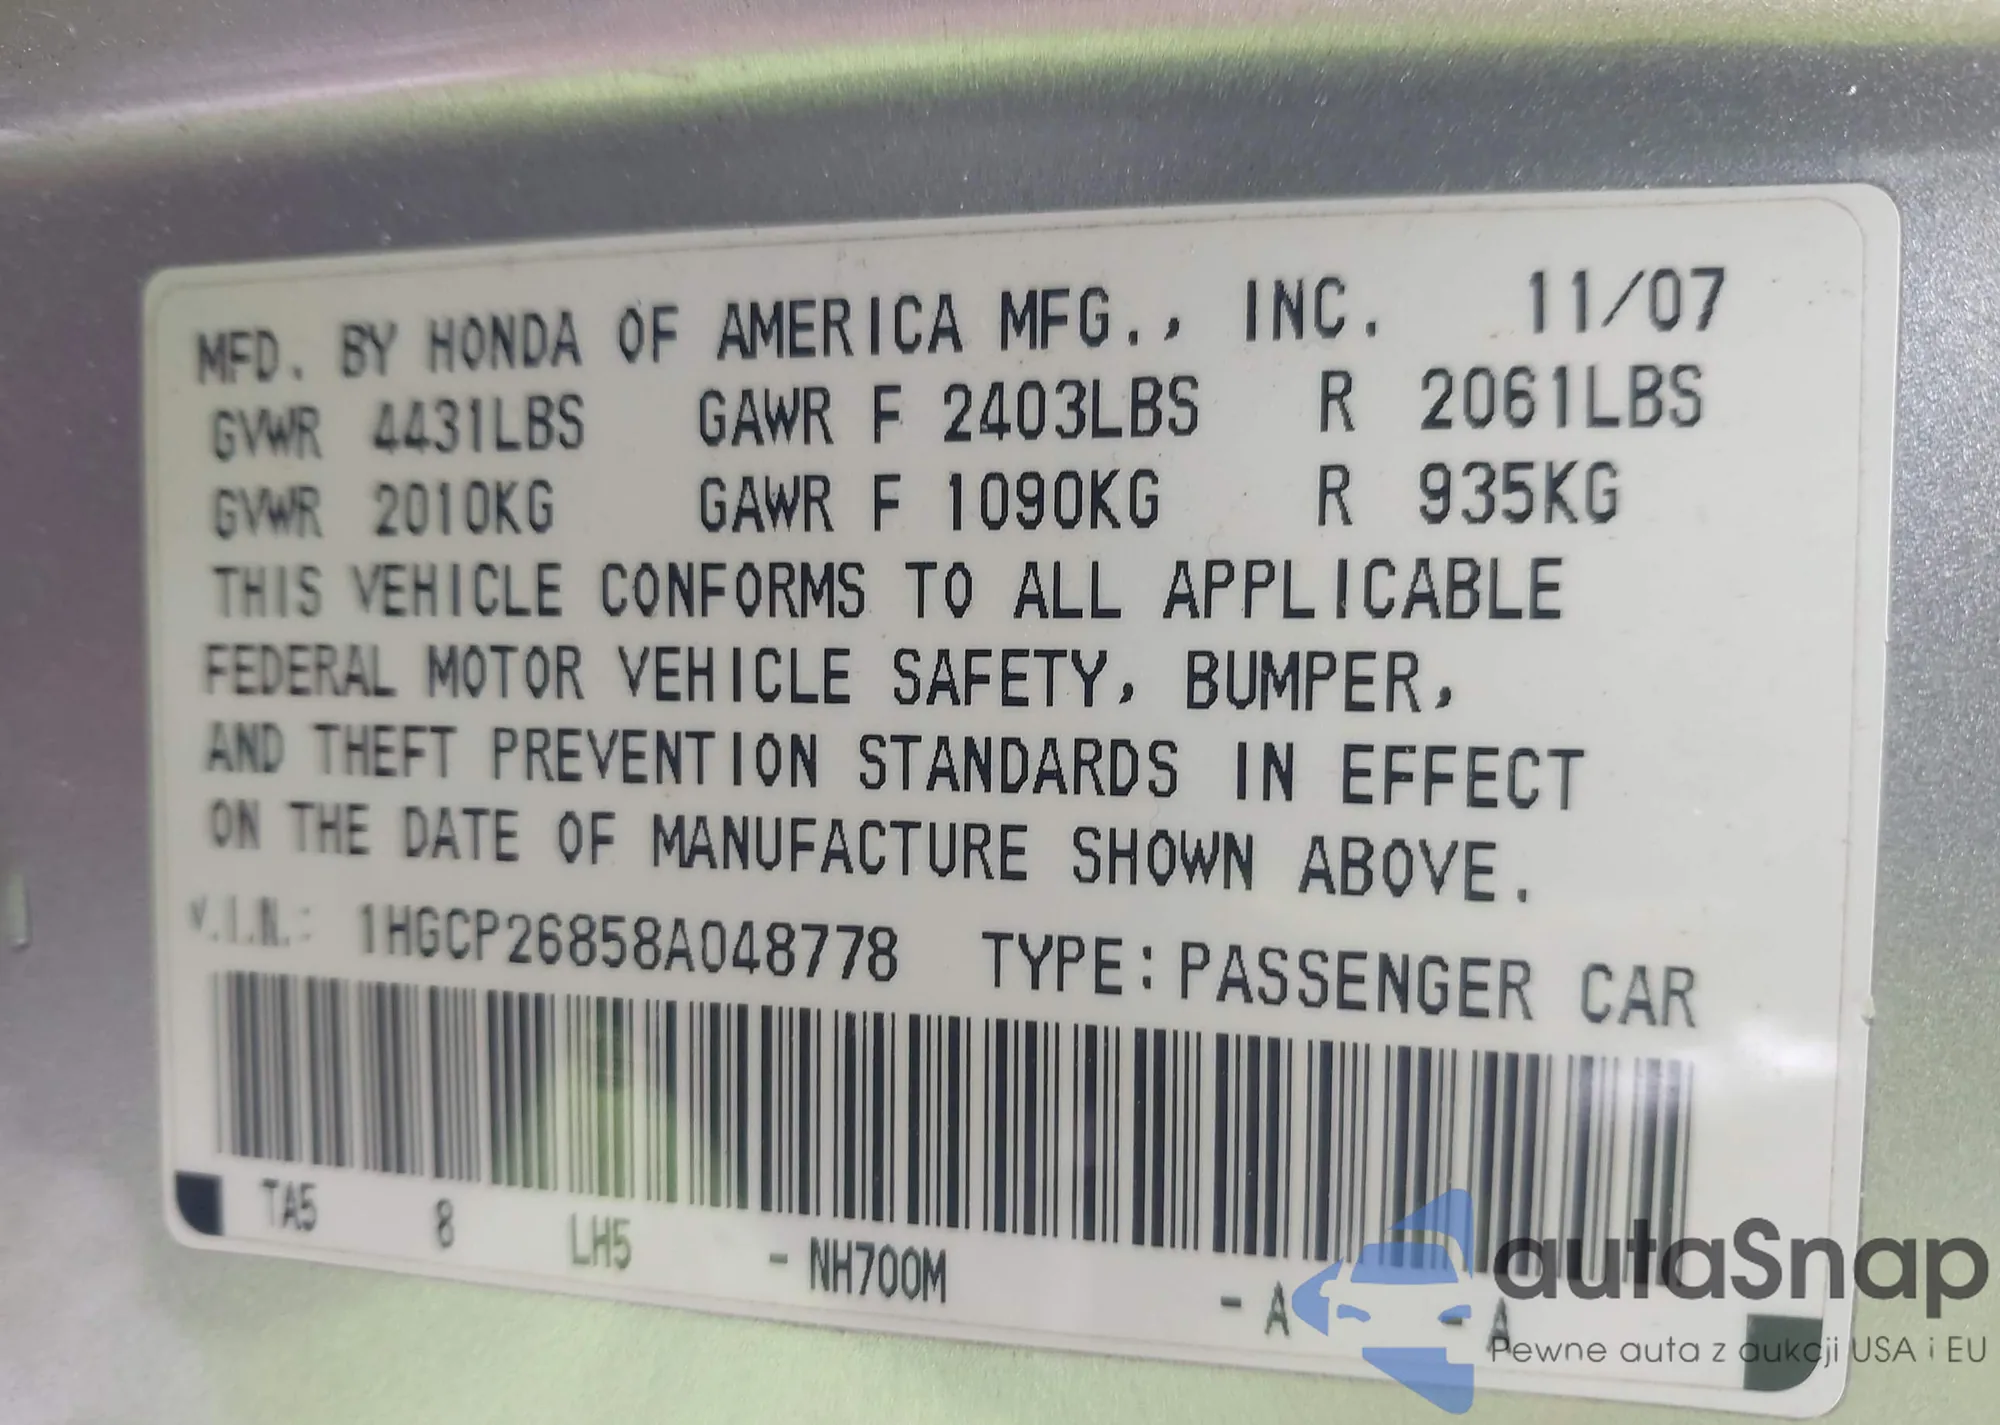 MFD. BY HONDA OF AMERICA MFG., INC. 11/07
GVWR 4431LBS GAWR F 2403LBS R 2061LBS
GVWR 2010KG GAWR F 1090KG R 935KG
THIS VEHICLE CONFORMS TO ALL APPLICABLE
FEDERAL MOTOR VEHICLE SAFETY, BUMPER,
AND THEFT PREVENTION STANDARDS IN EFFECT
ON THE DATE OF MANUFACTURE SHOWN ABOVE.
V.I.N.: 1HGCP26858A048778 TYPE: PASSENGER CAR
TA5 8 LH5 - NH700M - A - A
autaSnap
Pewne auta z aukcji USA i EU